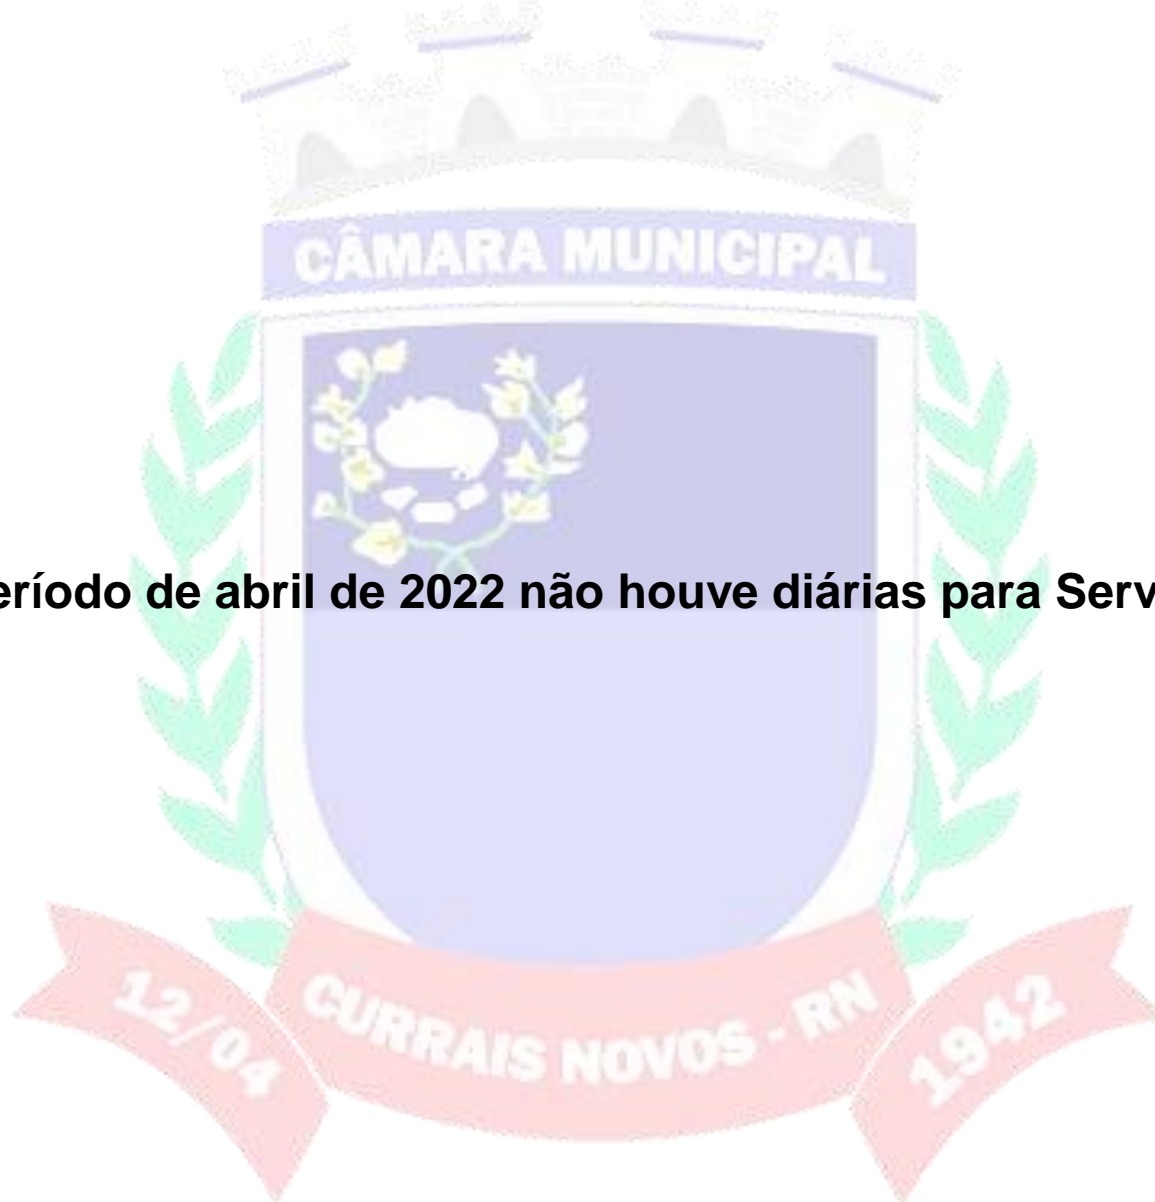 CÂMARA MUNICIPAL
eríodo de abril de 2022 não houve diárias para Serv
12/04
CURRAIS NOVOS - RN
1942